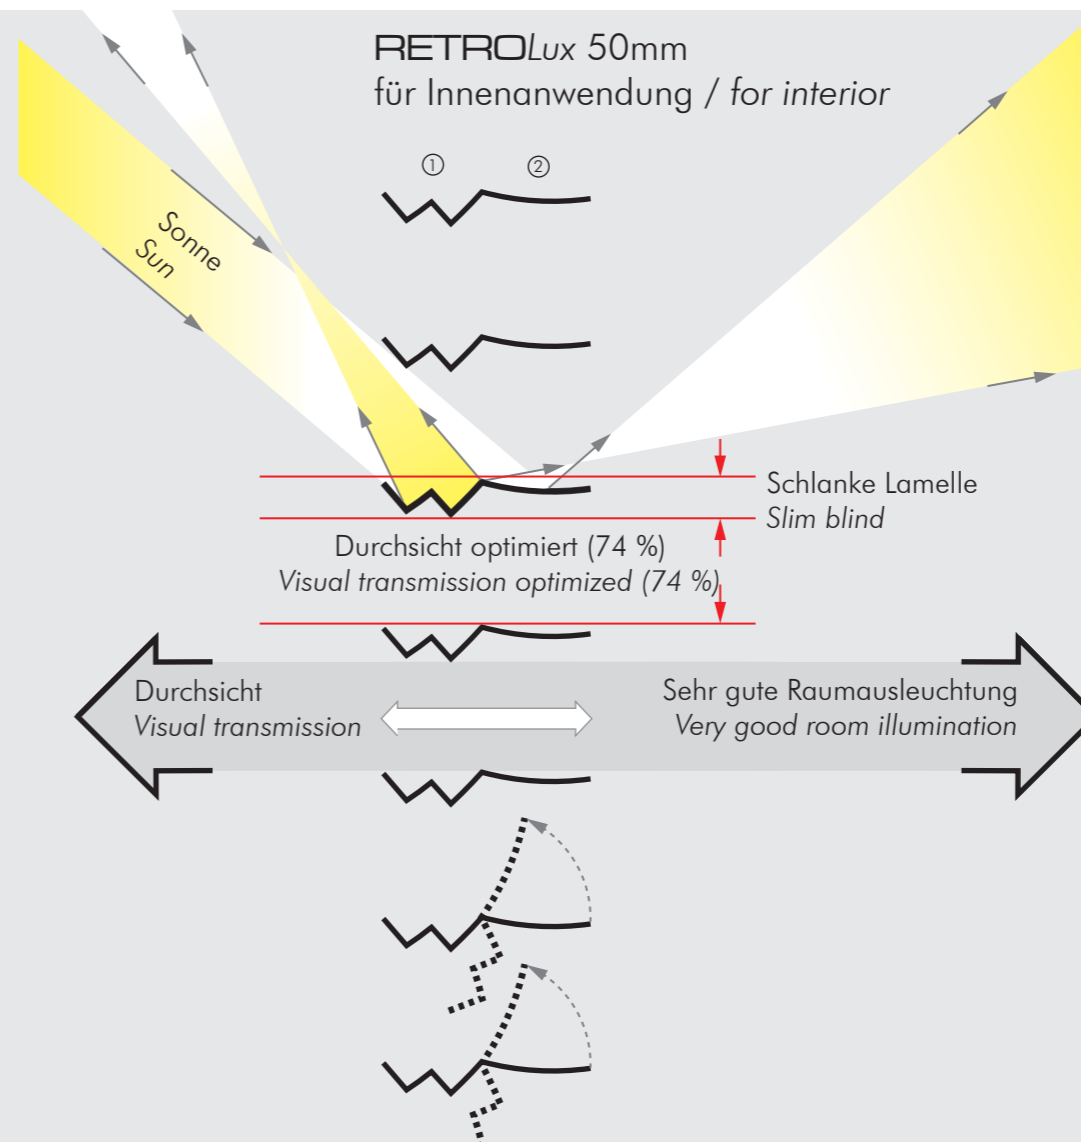 RETROLux 50mm
für Innenanwendung / for interior
① ②
Sonne
Sun
Schlanke Lamelle
Slim blind
Durchsicht optimiert (74 %)
Visual transmission optimized (74 %)
Durchsicht
Visual transmission
Sehr gute Raumausleuchtung
Very good room illumination